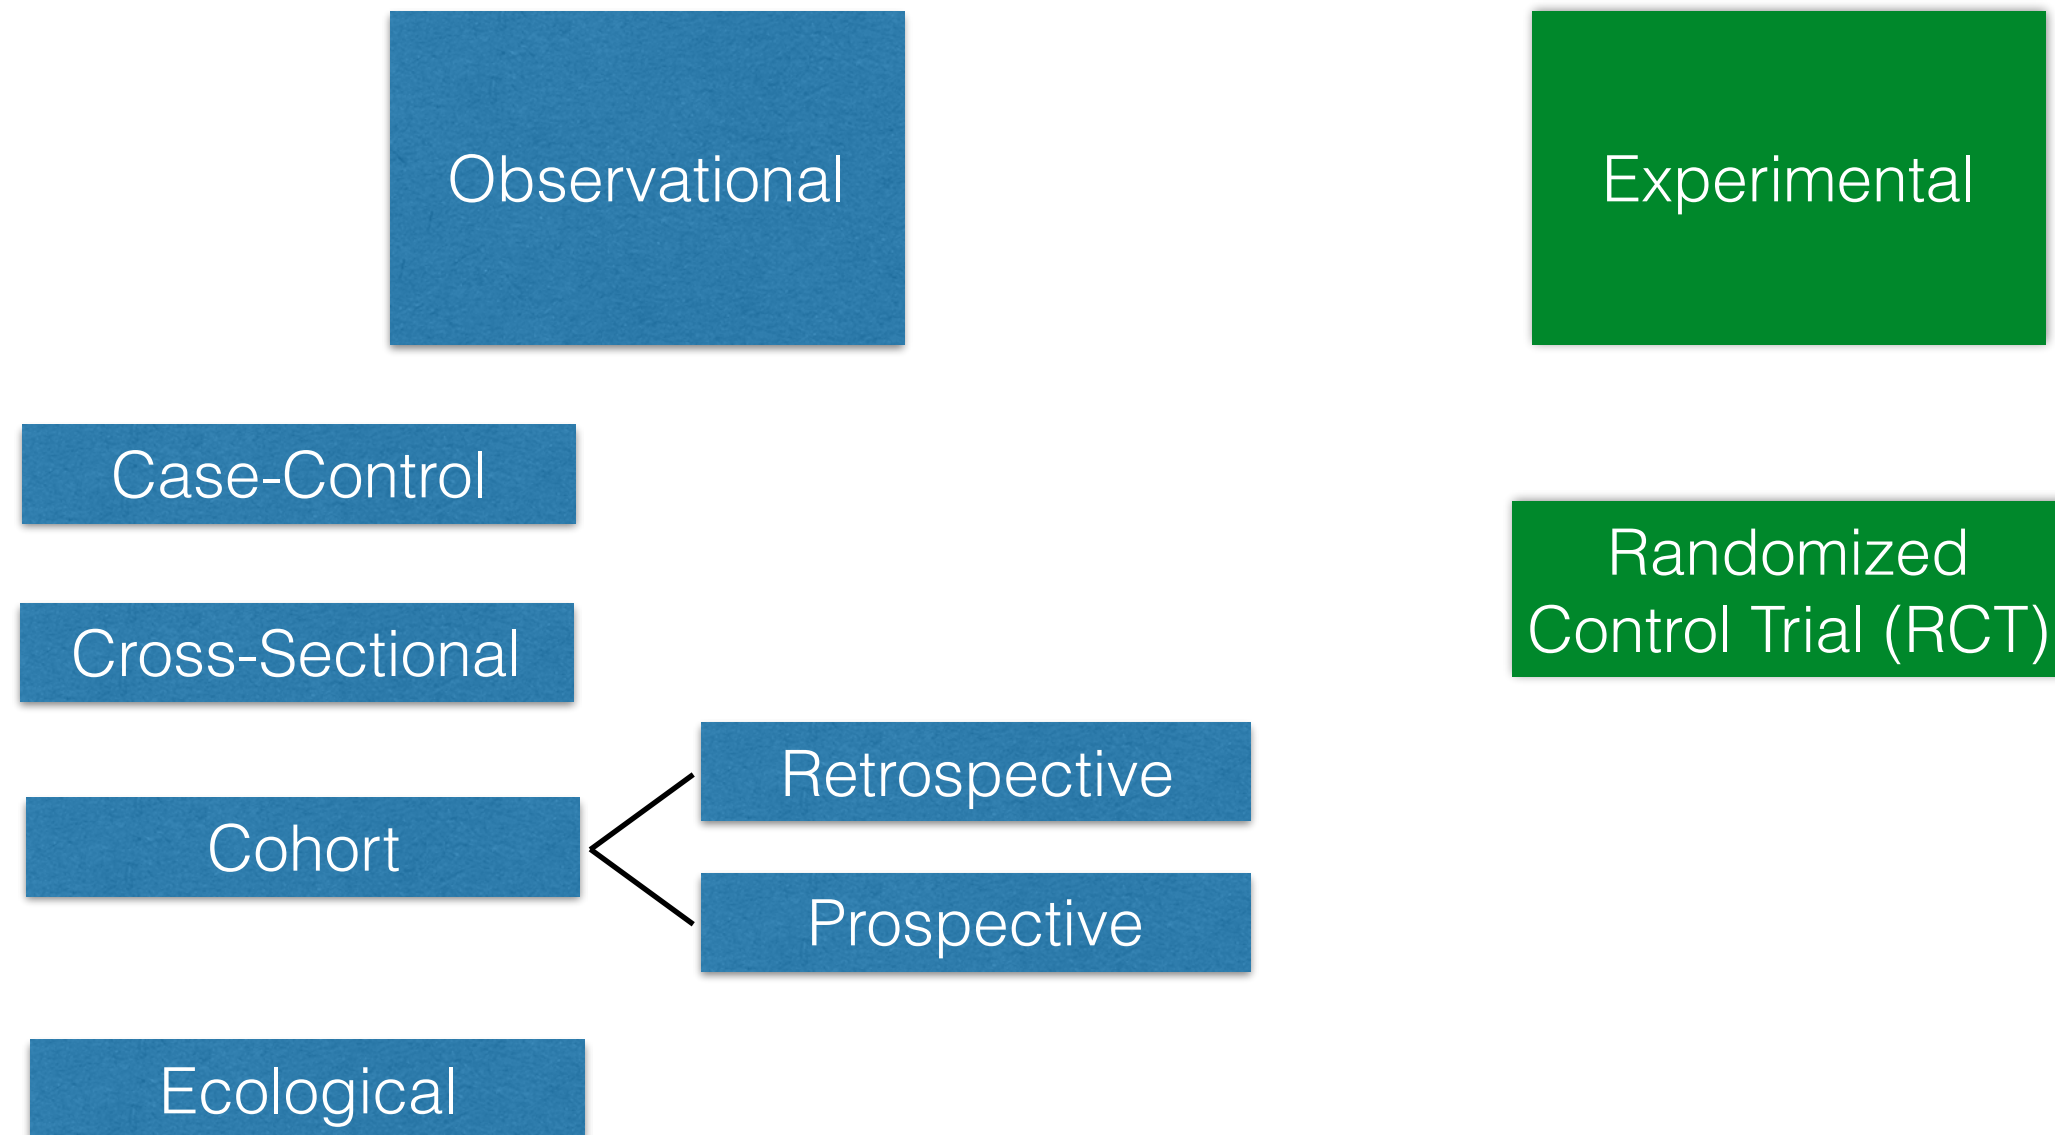 Observational
Experimental
Case-Control
Randomized
Control Trial (RCT)
Cross-Sectional
Retrospective
Cohort
Prospective
Ecological